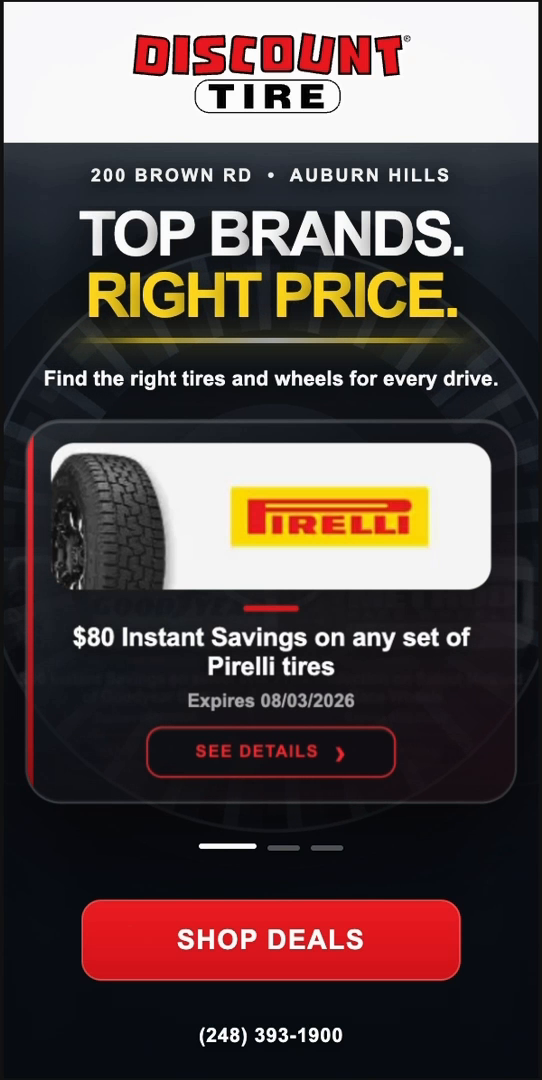 DISCOUNT®
TIRE
200 BROWN RD • AUBURN HILLS
TOP BRANDS.
RIGHT PRICE.
Find the right tires and wheels for every drive.
PIRELLI
$80 Instant Savings on any set of
Pirelli tires
Expires 08/03/2026
SEE DETAILS ❯
SHOP DEALS
(248) 393-1900